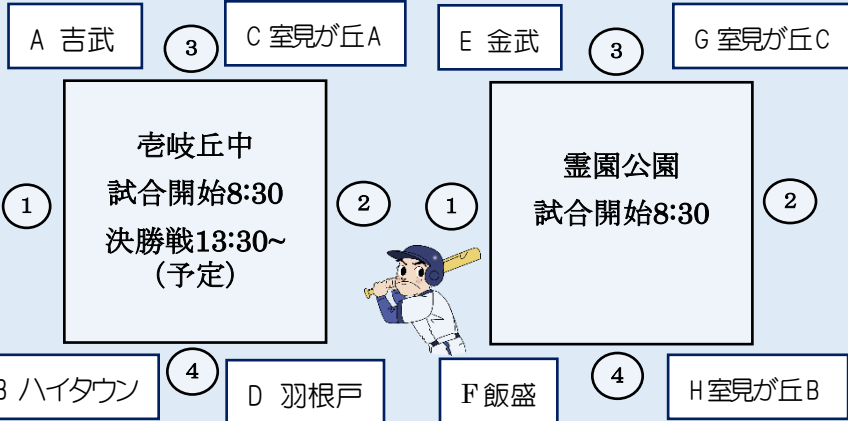 A 吉武
③
C 室見が丘A
E 金武
③
G 室見が丘C
壱岐丘中
試合開始8:30
決勝戦13:30~
(予定)
①
②
①
霊園公園
試合開始8:30
②
B ハイタウン
④
D 羽根戸
F飯盛
④
H室見が丘B